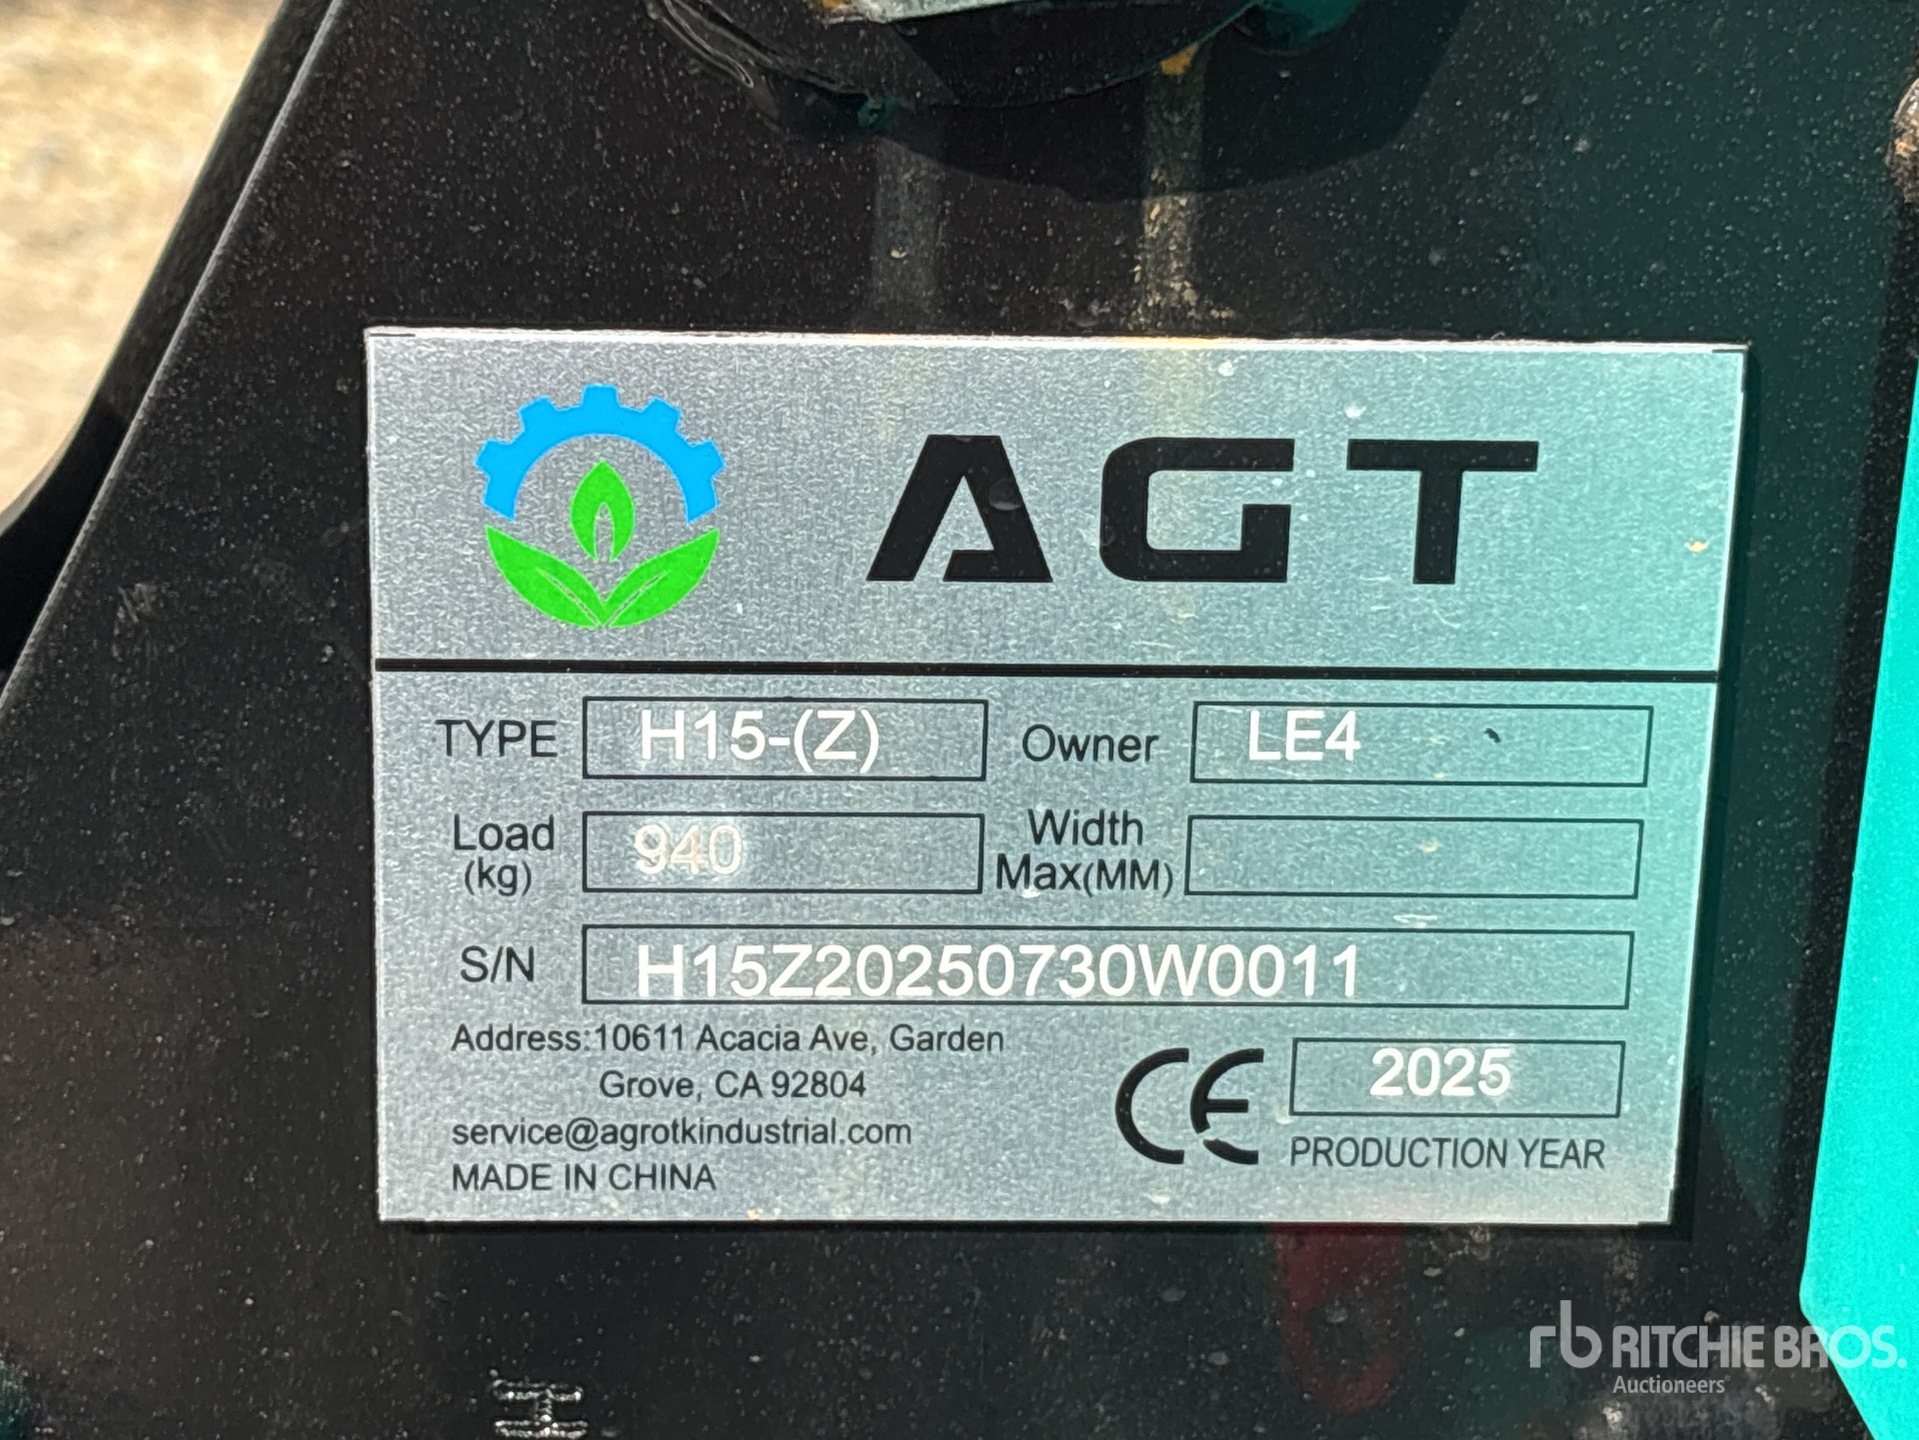 AGT
TYPE H15-(Z) Owner LE4
Load (kg) 940 Width Max(MM)
S/N H15Z20250730W0011
Address:10611 Acacia Ave, Garden
Grove, CA 92804
service@agrotkindustrial.com
MADE IN CHINA
CE 2025
PRODUCTION YEAR
rb RITCHIE BROS.
Auctioneers
H